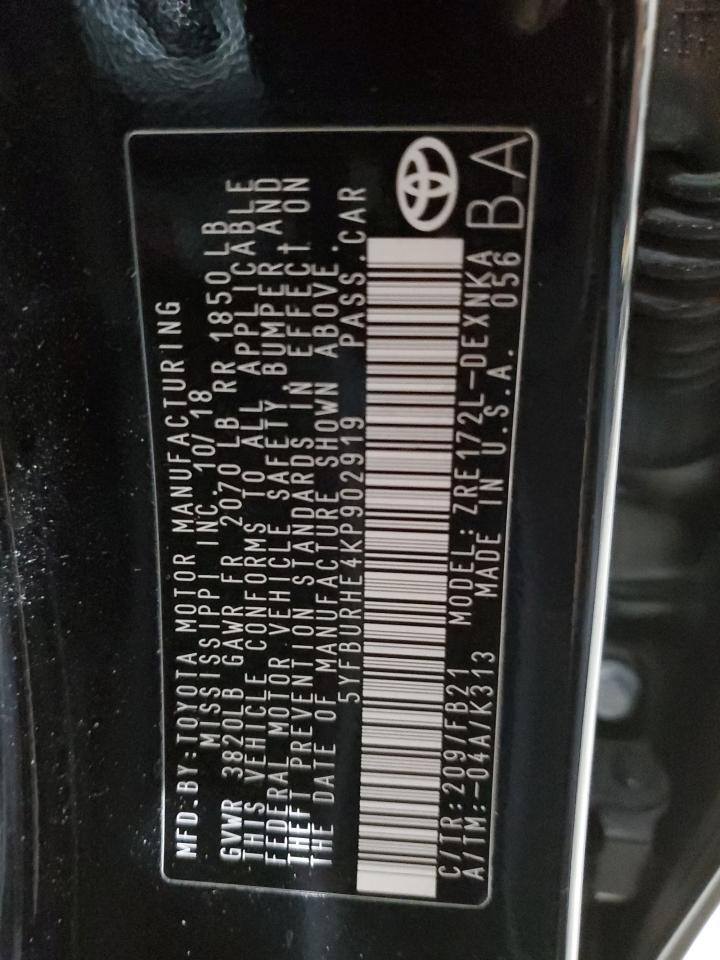 MFD.BY:TOYOTA MOTOR MANUFACTURING
MISSISSIPPI INC. 10/18
GVWR 3820LB GAWR FR 2070 LB RR 1850 LB
THIS VEHICLE CONFORMS TO ALL APPLICABLE
FEDERAL MOTOR VEHICLE SAFETY, BUMPER AND
THEFT PREVENTION STANDARDS IN EFFECT ON
THE DATE OF MANUFACTURE SHOWN ABOVE.
5YFBURHE4KP902919 PASS.CAR
C/TR:209/FB21 MODEL:ZRE172L-DEXNKA
A/TM:-04A/K313 MADE IN U.S.A. 056
BA